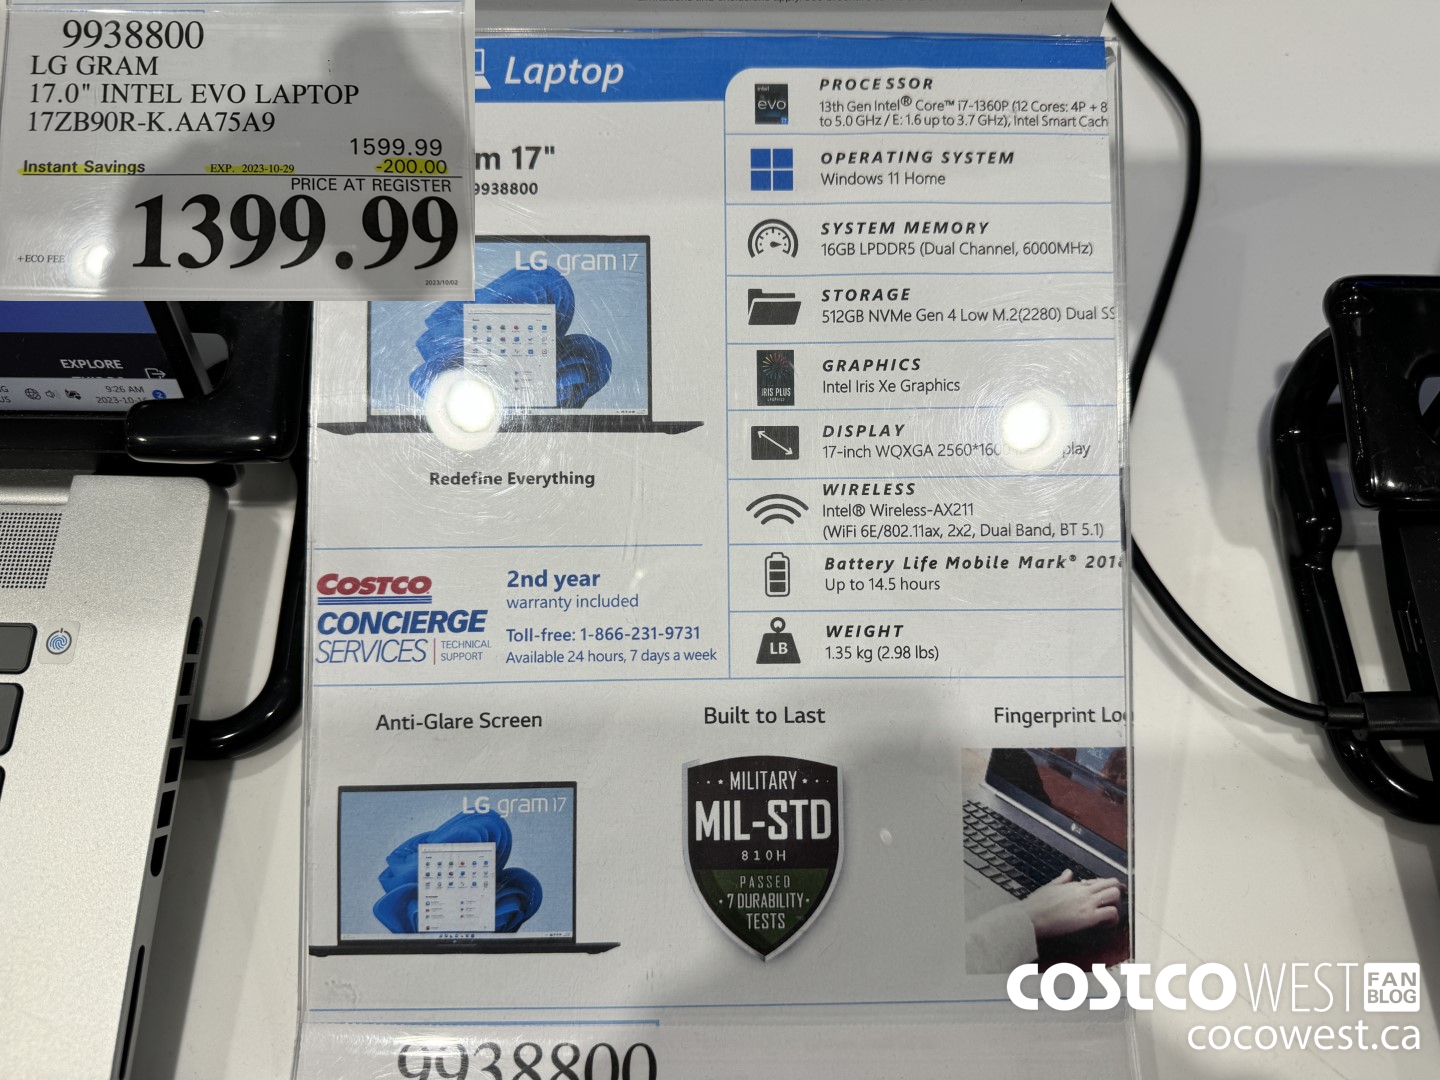 9938800
LG GRAM
17.0" INTEL EVO LAPTOP
17ZB90R-K.AA75A9
1599.99
Instant Savings EXP. 2023-10-29 -200.00
PRICE AT REGISTER
1399.99
+ECO FEE
2023/10/02
Laptop
m 17"
9938800
LG gram 17
Redefine Everything
COSTCO
CONCIERGE
SERVICES
TECHNICAL
SUPPORT
2nd year
warranty included
Toll-free: 1-866-231-9731
Available 24 hours, 7 days a week
intel
evo
PROCESSOR
13th Gen Intel® Core™ i7-1360P (12 Cores: 4P + 8
to 5.0 GHz / E: 1.6 up to 3.7 GHz), Intel Smart Cach
OPERATING SYSTEM
Windows 11 Home
SYSTEM MEMORY
16GB LPDDR5 (Dual Channel, 6000MHz)
STORAGE
512GB NVMe Gen 4 Low M.2(2280) Dual SS
IRIS PLUS
GRAPHICS
GRAPHICS
Intel Iris Xe Graphics
DISPLAY
17-inch WQXGA 2560*160 play
WIRELESS
Intel® Wireless-AX211
(WiFi 6E/802.11ax, 2x2, Dual Band, BT 5.1)
Battery Life Mobile Mark® 2018
Up to 14.5 hours
LB
WEIGHT
1.35 kg (2.98 lbs)
EXPLORE
9:26 AM
Anti-Glare Screen
LG gram 17
Built to Last
MILITARY
MIL-STD
810H
PASSED
7 DURABILITY
TESTS
Fingerprint Lo
9938800
COSTCO WEST FAN
BLOG
cocowest.ca